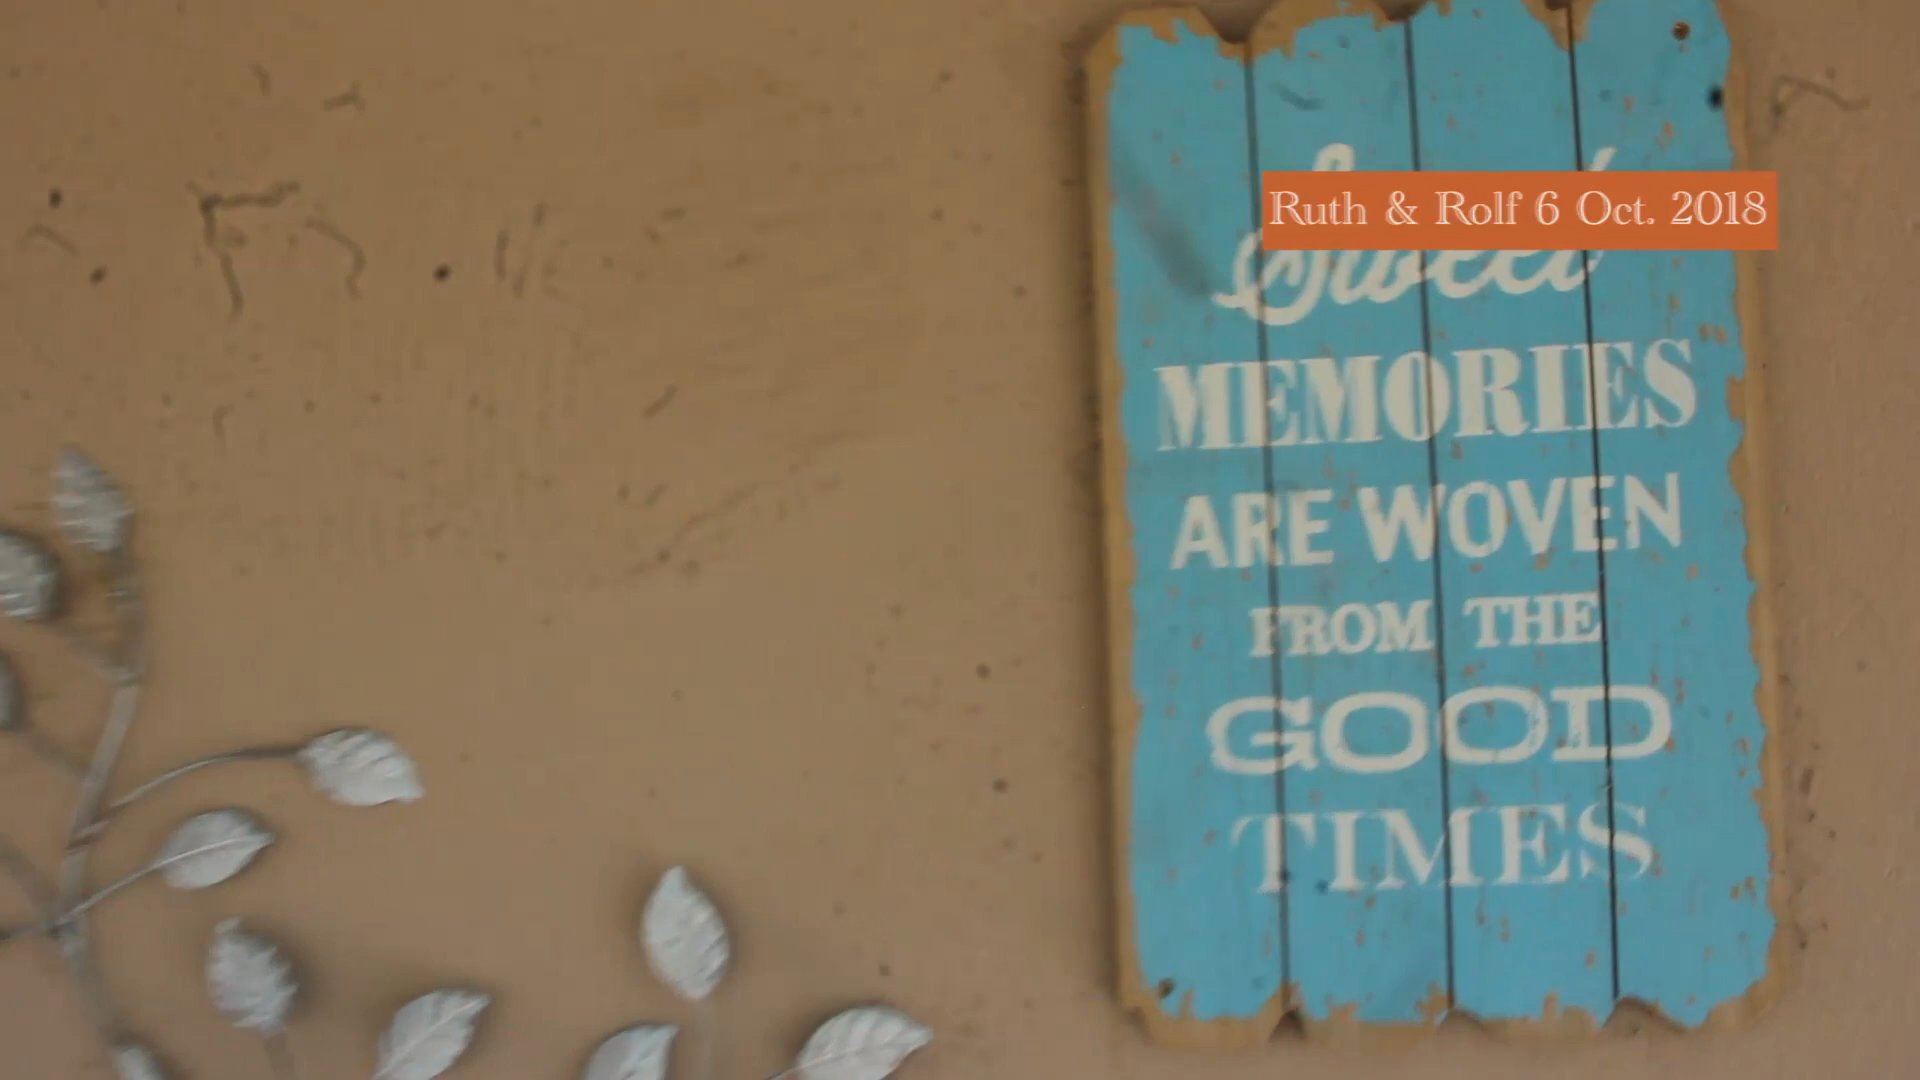 Ruth & Rolf 6 Oct. 2018
Sweet
MEMORIES
ARE WOVEN
FROM THE
GOOD
TIMES